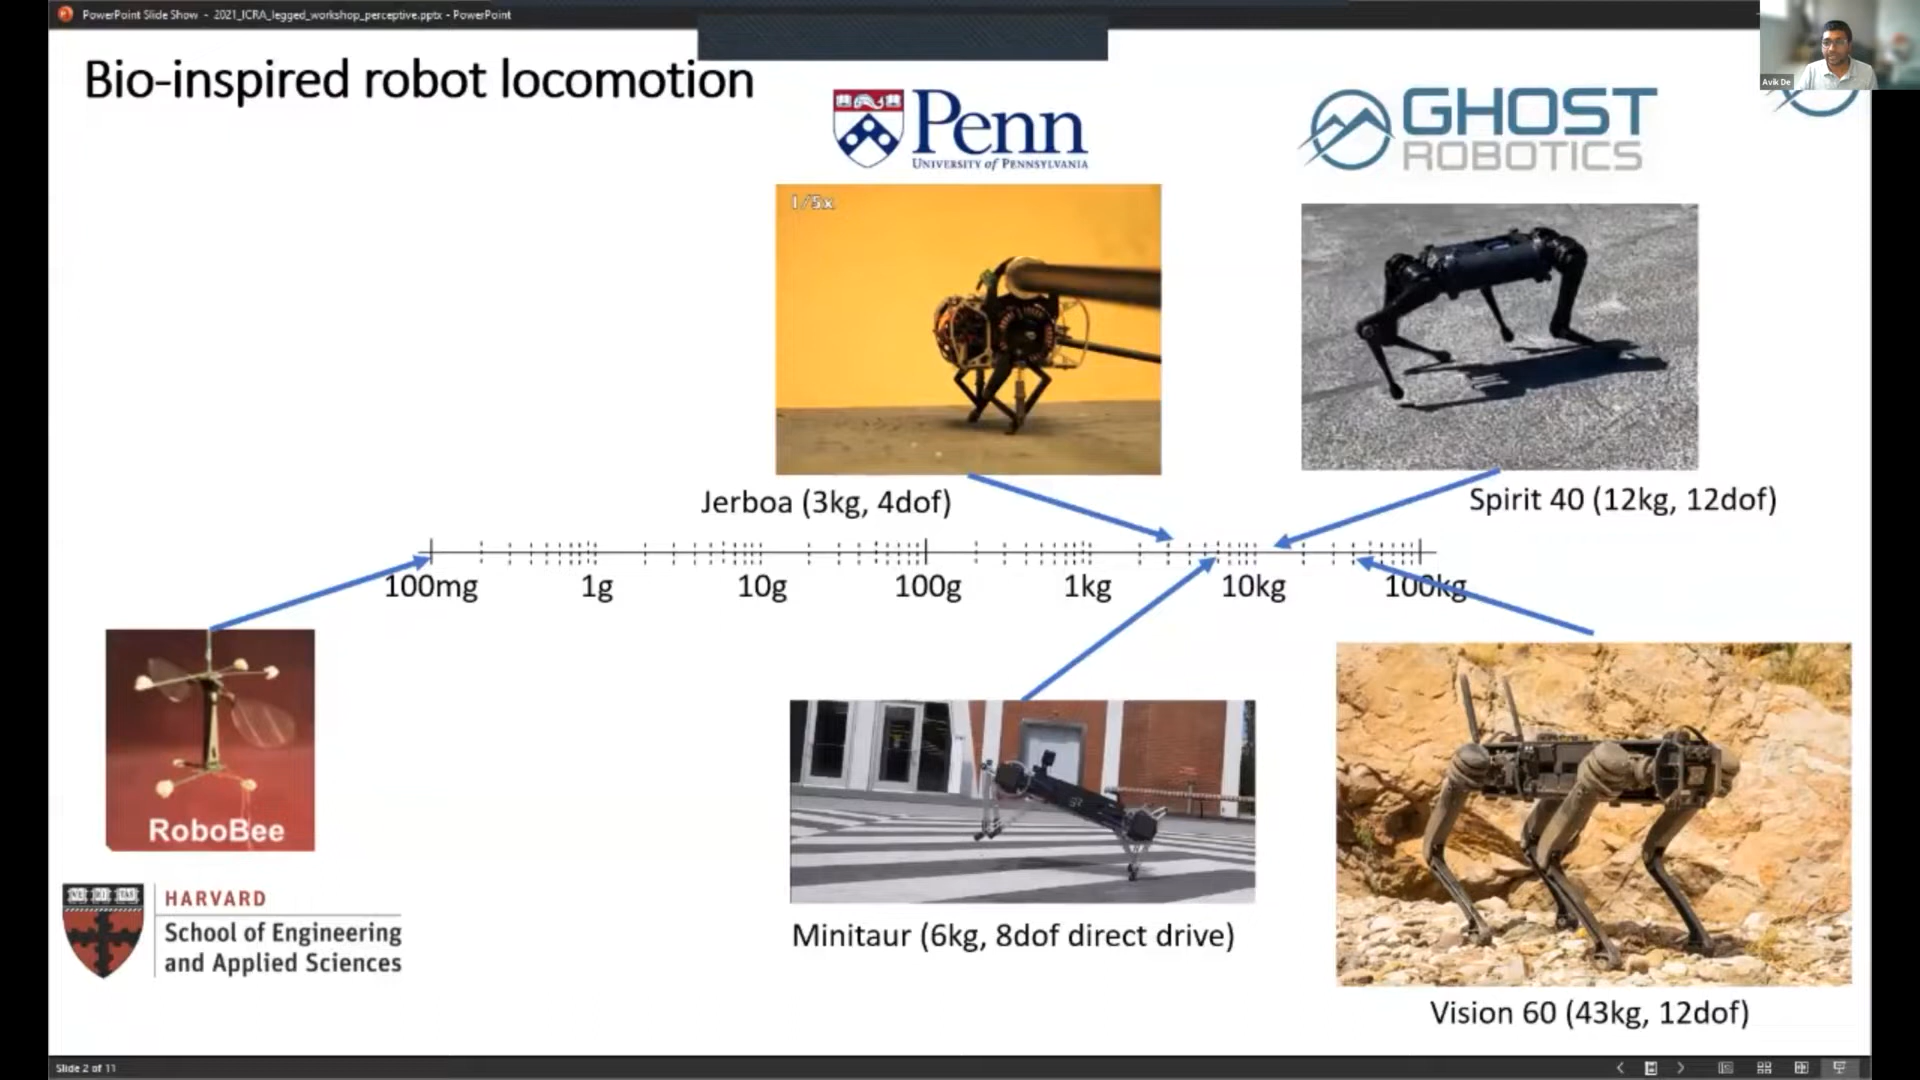 PowerPoint Slide Show - 2021_ICRA_legged_workshop_perceptive.pptx - PowerPoint
Avik De
Bio-inspired robot locomotion
Penn
UNIVERSITY of PENNSYLVANIA
GHOST
ROBOTICS
1/5x
Jerboa (3kg, 4dof)
Spirit 40 (12kg, 12dof)
100mg 1g 10g 100g 1kg 10kg 100kg
RoboBee
HARVARD
School of Engineering
and Applied Sciences
Minitaur (6kg, 8dof direct drive)
Vision 60 (43kg, 12dof)
Slide 2 of 11